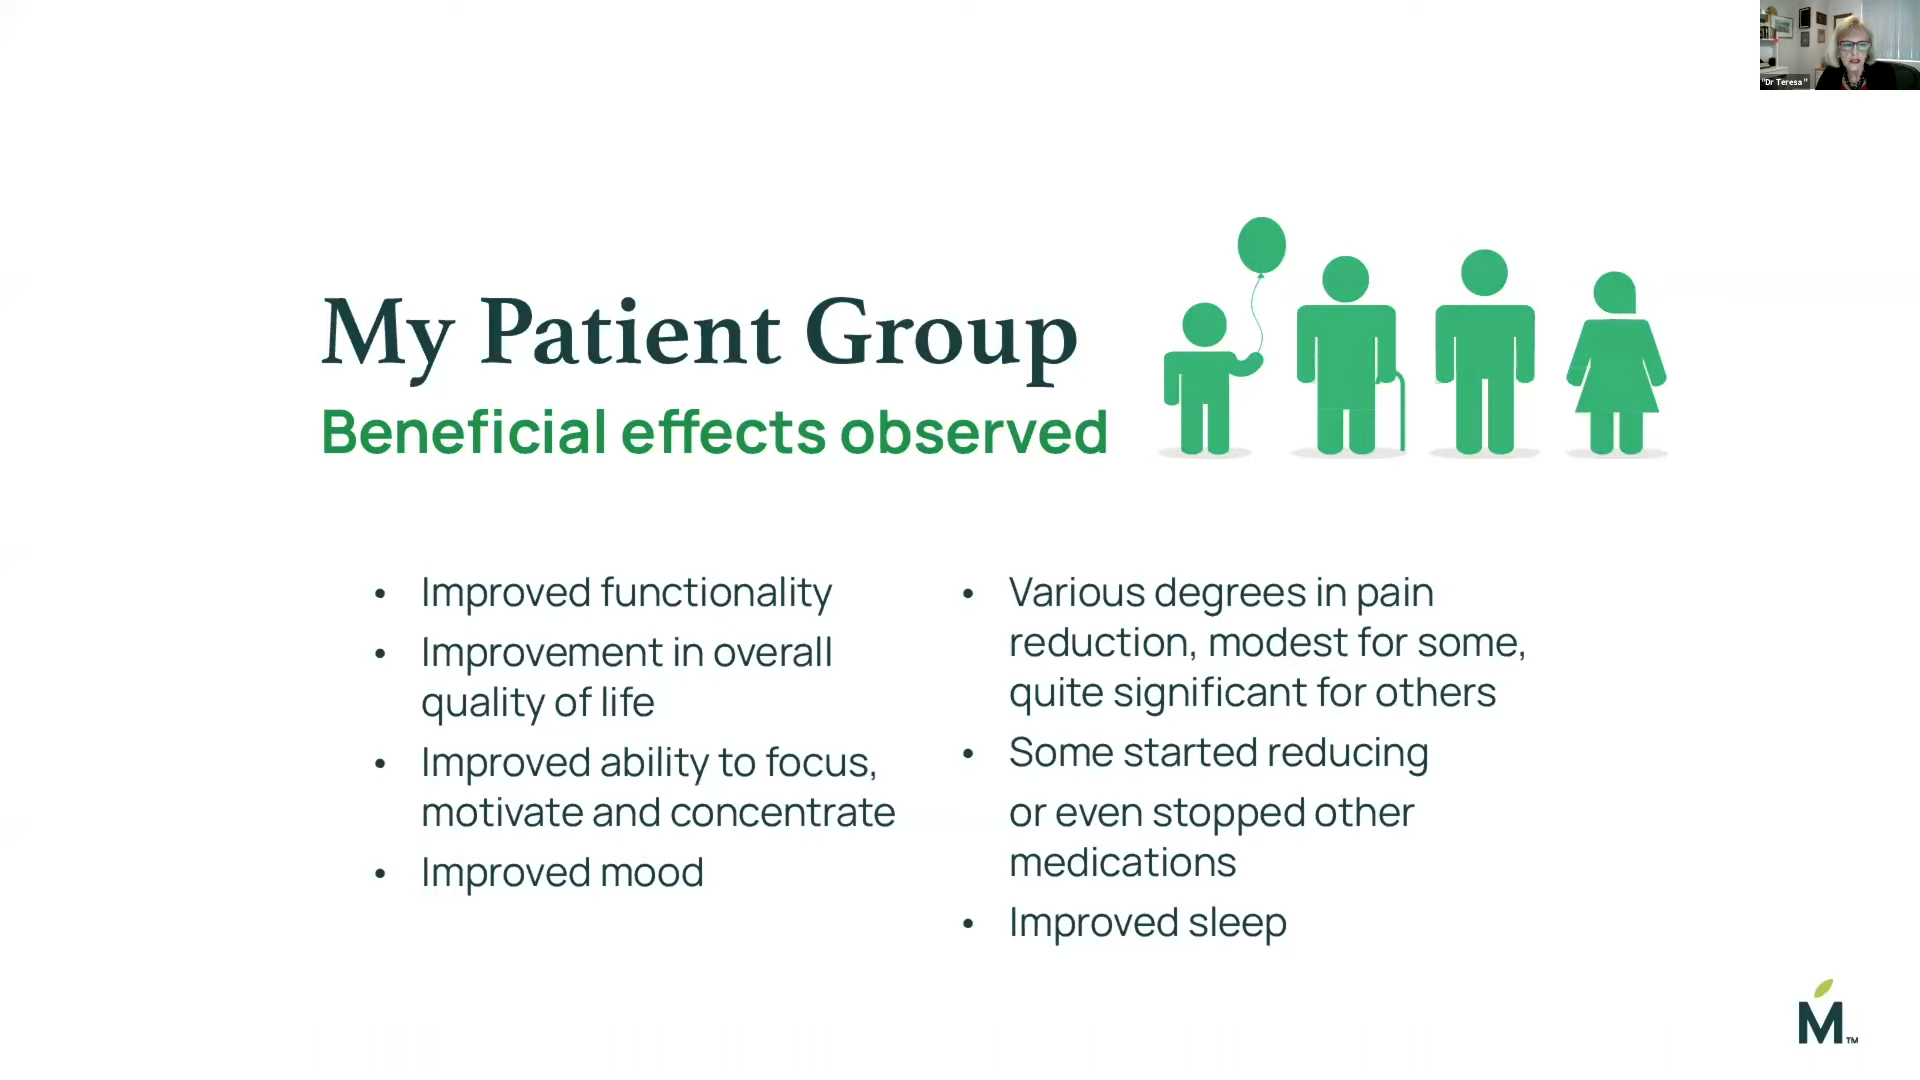 "Dr Teresa "
My Patient Group
Beneficial effects observed
• Improved functionality
• Improvement in overall
quality of life
• Improved ability to focus,
motivate and concentrate
• Improved mood
• Various degrees in pain
reduction, modest for some,
quite significant for others
• Some started reducing
or even stopped other
medications
• Improved sleep
M™